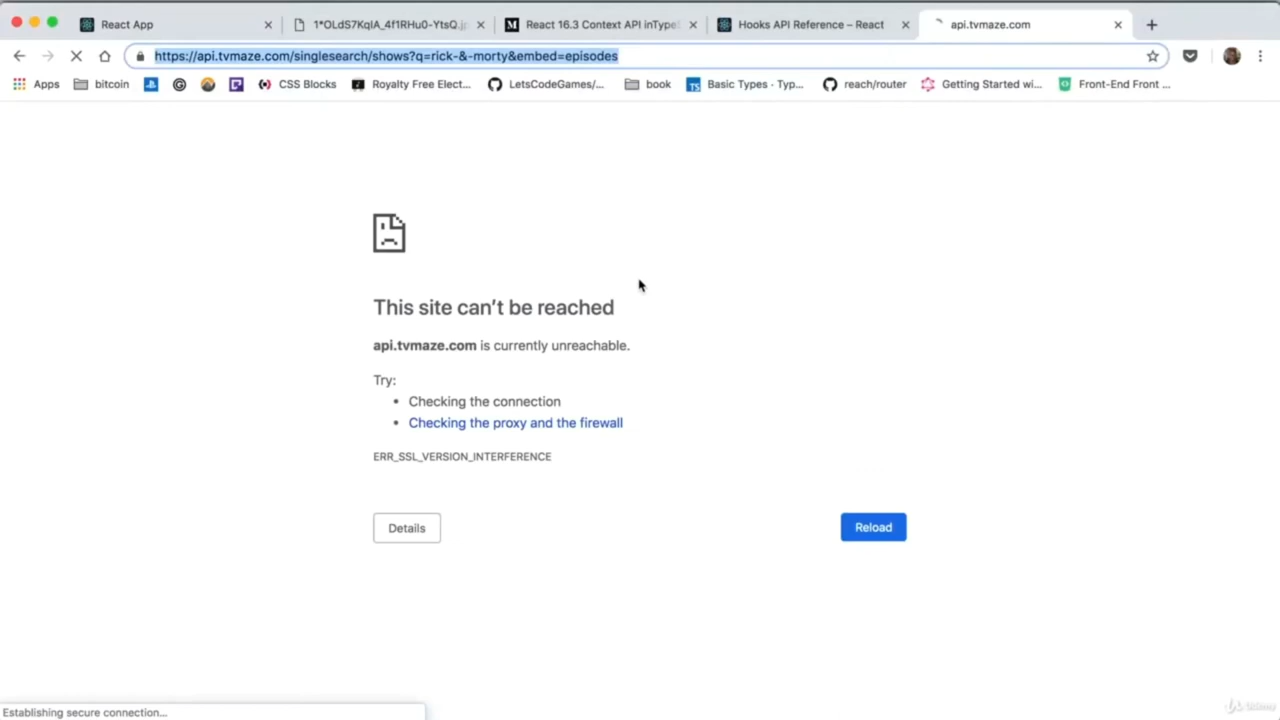 React App
1*OLdS7KqIA_4f1RHu0-YtsQ.j
React 16.3 Context API inType
Hooks API Reference – React
api.tvmaze.com
https://api.tvmaze.com/singlesearch/shows?q=rick-&-morty&embed=episodes
Apps
bitcoin
CSS Blocks
Royalty Free Elect...
LetsCodeGames/...
book
Basic Types · Typ...
reach/router
Getting Started wi...
Front-End Front ...
This site can’t be reached
api.tvmaze.com is currently unreachable.
Try:
• Checking the connection
• Checking the proxy and the firewall
ERR_SSL_VERSION_INTERFERENCE
Details
Reload
Establishing secure connection...
Udemy